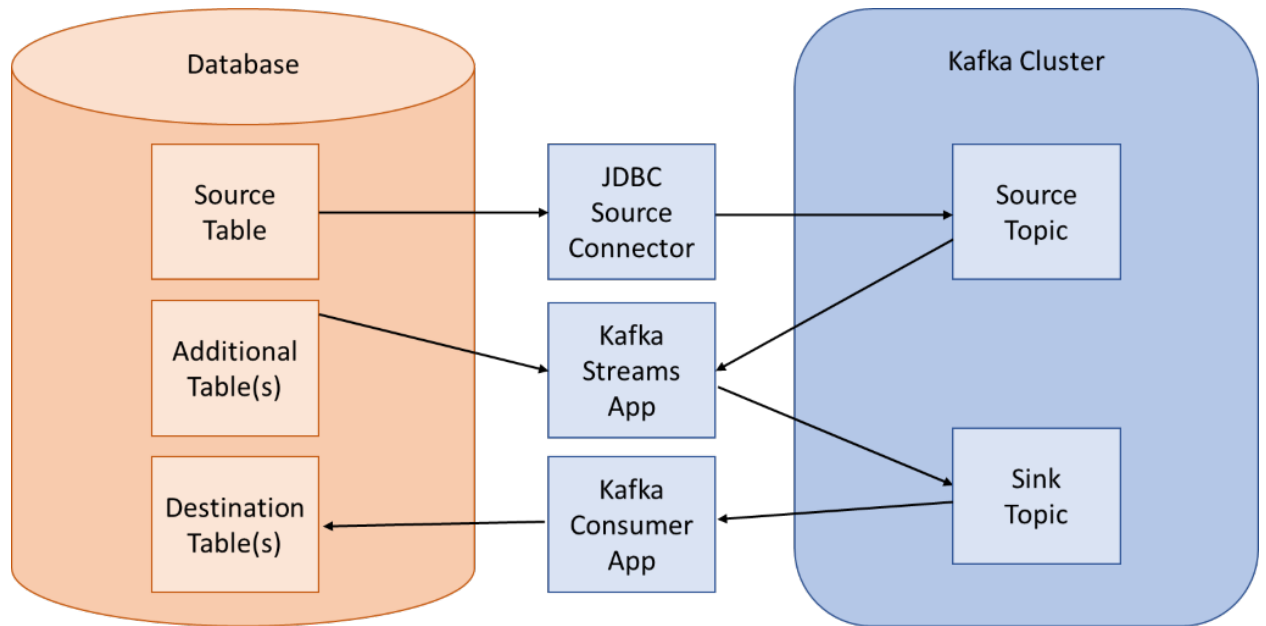 Database
Kafka Cluster
Source
Table
JDBC
Source
Connector
Source
Topic
Additional
Table(s)
Kafka
Streams
App
Destination
Table(s)
Kafka
Consumer
App
Sink
Topic